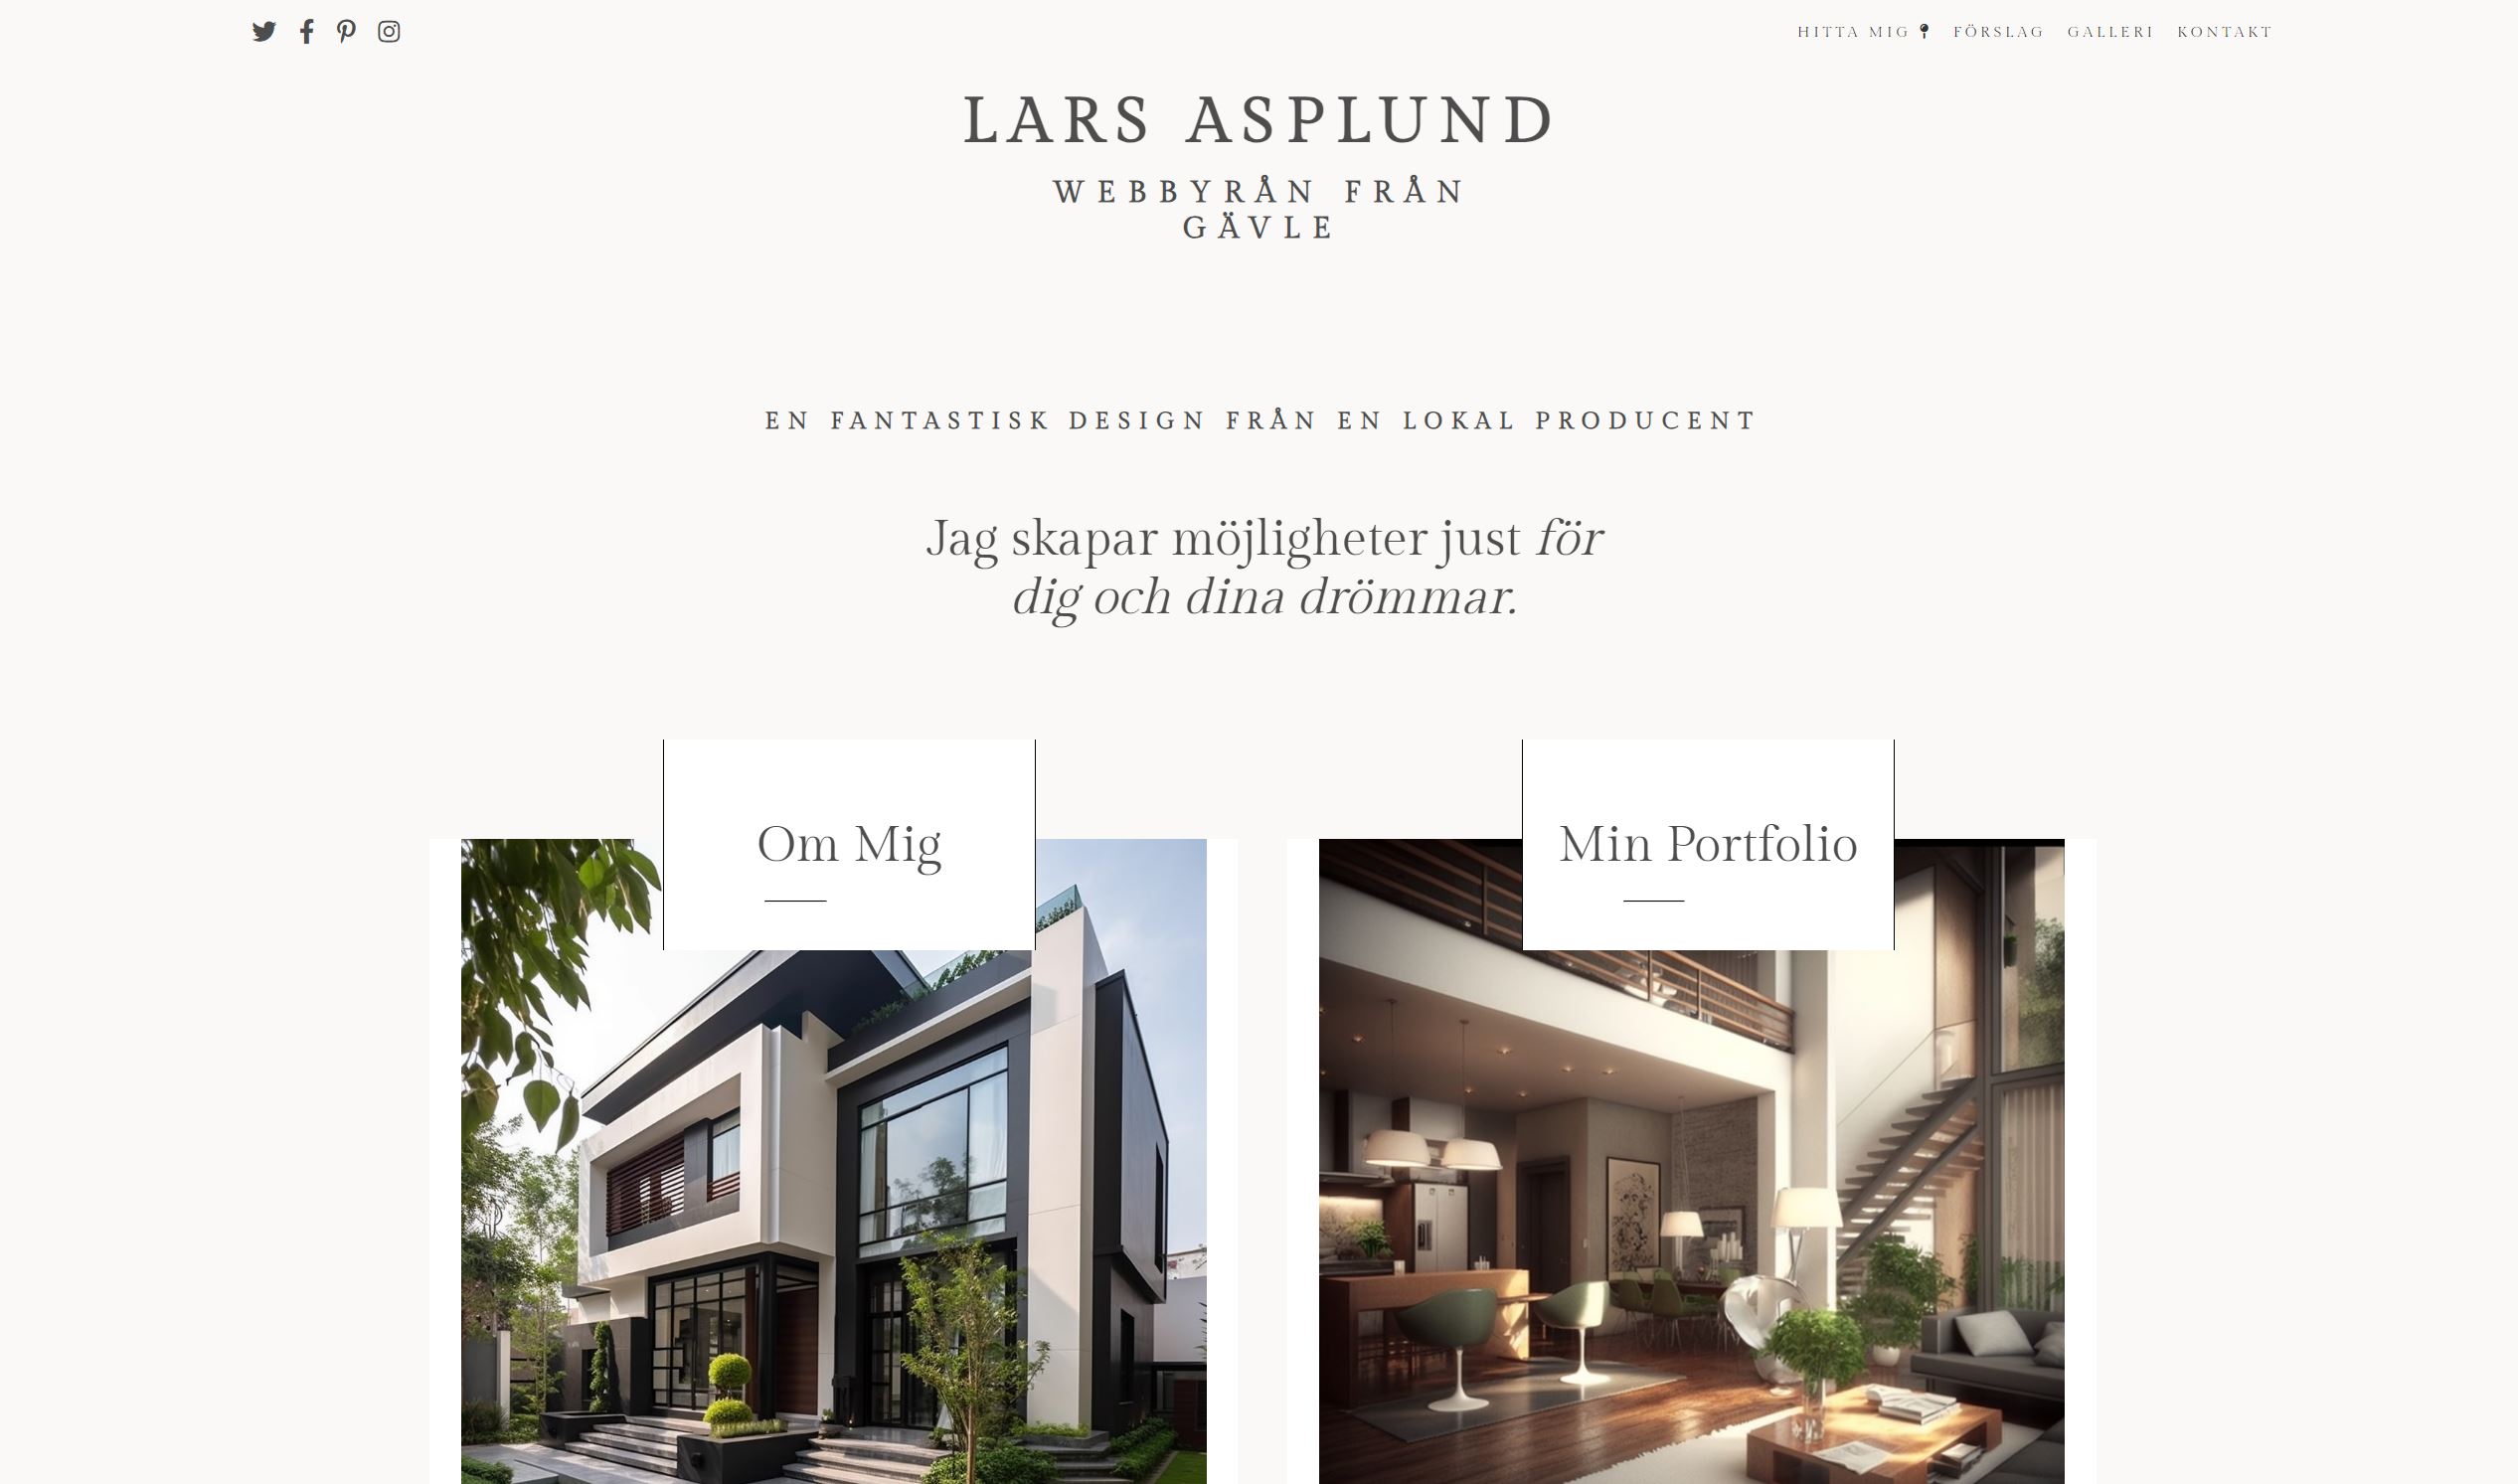 HITTA MIG FÖRSLAG GALLERI KONTAKT
LARS ASPLUND
WEBBYRÅN FRÅN
GÄVLE
EN FANTASTISK DESIGN FRÅN EN LOKAL PRODUCENT
Jag skapar möjligheter just för
dig och dina drömmar.
Om Mig
Min Portfolio